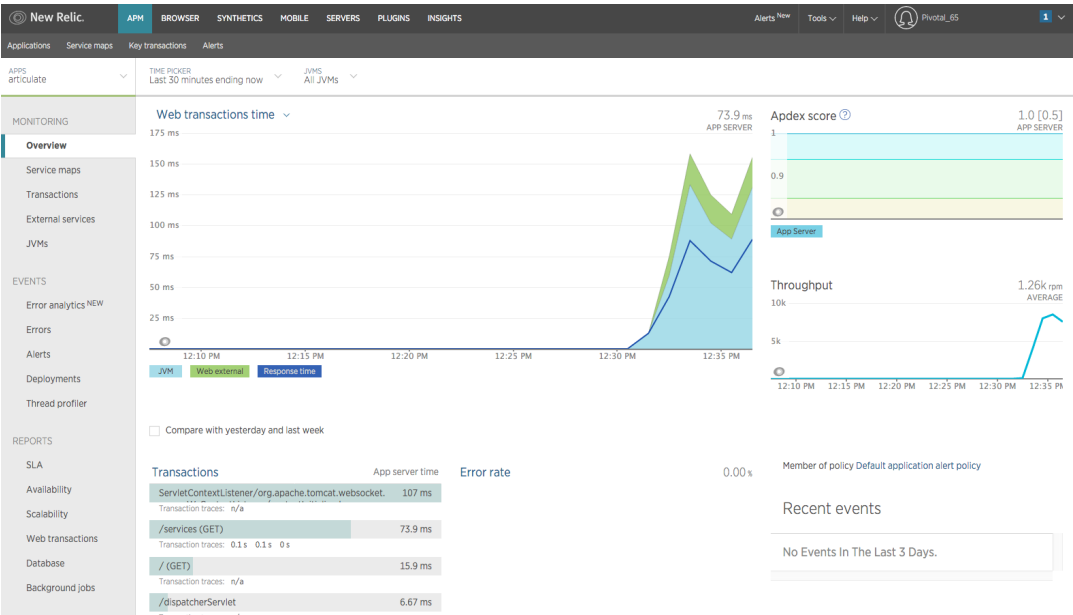 New Relic.
APM BROWSER SYNTHETICS MOBILE SERVERS PLUGINS INSIGHTS
Alerts New Tools Help Pivotal_65 1
Applications Service maps Key transactions Alerts
APPS
articulate
TIME PICKER
Last 30 minutes ending now
JVMS
All JVMs
MONITORING
Overview
Service maps
Transactions
External services
JVMs
EVENTS
Error analytics NEW
Errors
Alerts
Deployments
Thread profiler
REPORTS
SLA
Availability
Scalability
Web transactions
Database
Background jobs
Web transactions time
73.9 ms
APP SERVER
175 ms
150 ms
125 ms
100 ms
75 ms
50 ms
25 ms
12:10 PM 12:15 PM 12:20 PM 12:25 PM 12:30 PM 12:35 PM
JVM Web external Response time
Compare with yesterday and last week
Apdex score ?
1.0 [0.5]
APP SERVER
1
0.9
App Server
Throughput
1.26k rpm
AVERAGE
10k
5k
12:10 PM 12:15 PM 12:20 PM 12:25 PM 12:30 PM 12:35 P
Transactions App server time
ServletContextListener/org.apache.tomcat.websocket. 107 ms
Transaction traces: n/a
/services (GET) 73.9 ms
Transaction traces: 0.1 s 0.1 s 0 s
/ (GET) 15.9 ms
Transaction traces: n/a
/dispatcherServlet 6.67 ms
Error rate 0.00 %
Member of policy Default application alert policy
Recent events
No Events In The Last 3 Days.